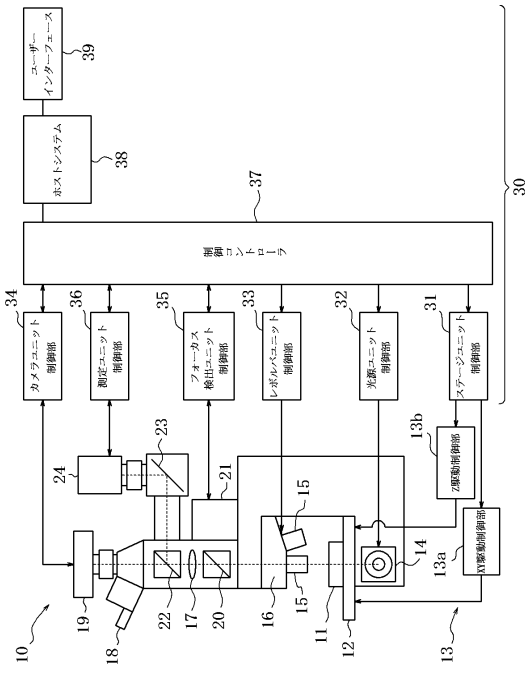 ユーザー
インターフェース
39
ホストシステム
38
37
制御コントローラ
30
34
カメラユニット
制御部
36
測定ユニット
制御部
35
フォーカス
検出ユニット
制御部
33
レボルバユニット
制御部
32
光源ユニット
制御部
31
ステージユニット
制御部
24
23
21
13b
Z駆動制御部
13a
XY駆動制御部
15
14
10
19
18
22
17
20
16
15
11
12
13